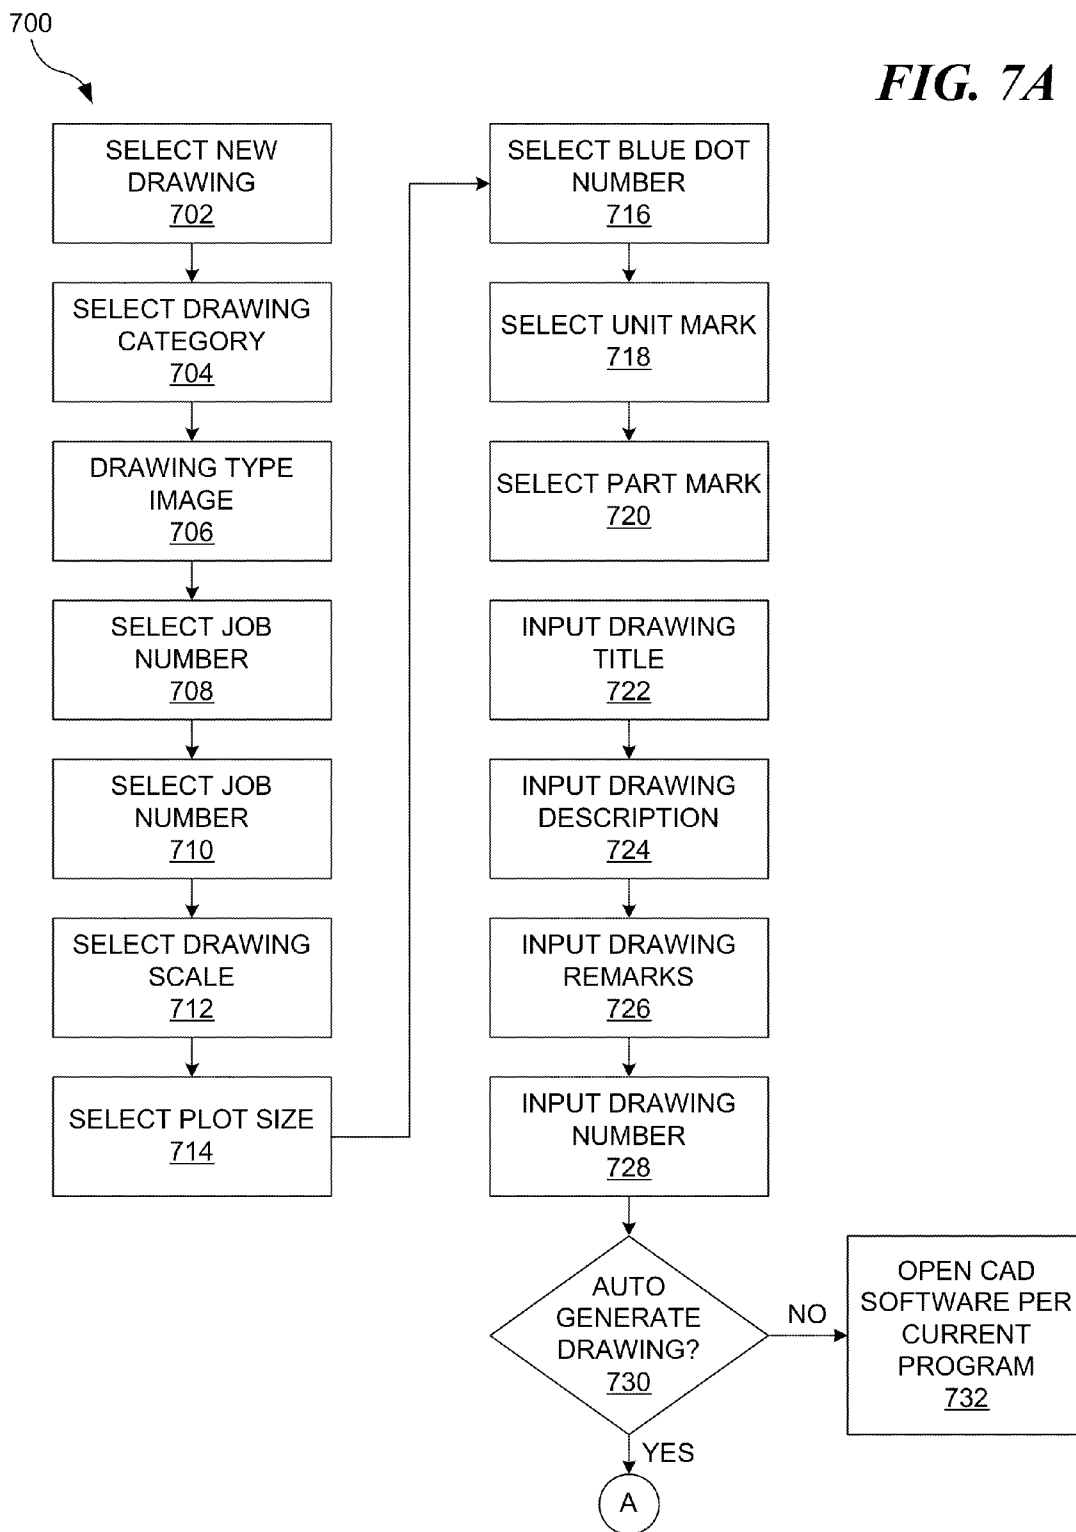 700
FIG. 7A
SELECT NEW
DRAWING
702
SELECT DRAWING
CATEGORY
704
DRAWING TYPE
IMAGE
706
SELECT JOB
NUMBER
708
SELECT JOB
NUMBER
710
SELECT DRAWING
SCALE
712
SELECT PLOT SIZE
714
SELECT BLUE DOT
NUMBER
716
SELECT UNIT MARK
718
SELECT PART MARK
720
INPUT DRAWING
TITLE
722
INPUT DRAWING
DESCRIPTION
724
INPUT DRAWING
REMARKS
726
INPUT DRAWING
NUMBER
728
AUTO
GENERATE
DRAWING?
730
NO
OPEN CAD
SOFTWARE PER
CURRENT
PROGRAM
732
YES
A